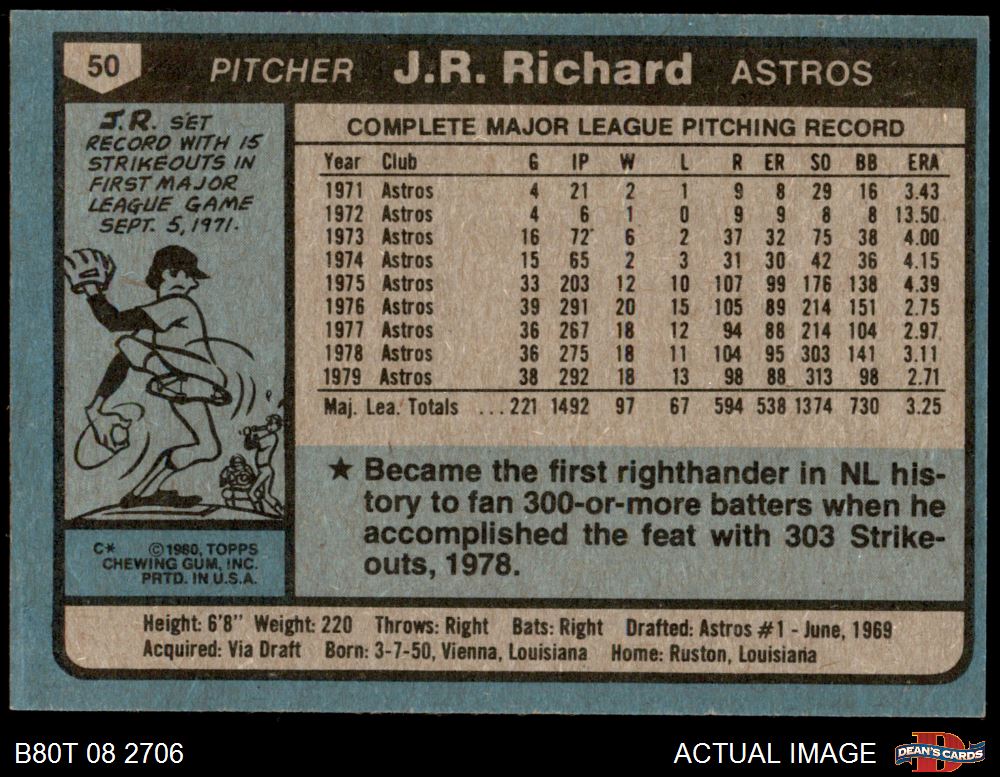 50
PITCHER J.R. Richard ASTROS
J.R. SET
RECORD WITH 15
STRIKEOUTS IN
FIRST MAJOR
LEAGUE GAME
SEPT. 5, 1971.
COMPLETE MAJOR LEAGUE PITCHING RECORD
Year Club G IP W L R ER SO BB ERA
1971 Astros 4 21 2 1 9 8 29 16 3.43
1972 Astros 4 6 1 0 9 9 8 8 13.50
1973 Astros 16 72 6 2 37 32 75 38 4.00
1974 Astros 15 65 2 3 31 30 42 36 4.15
1975 Astros 33 203 12 10 107 99 176 138 4.39
1976 Astros 39 291 20 15 105 89 214 151 2.75
1977 Astros 36 267 18 12 94 88 214 104 2.97
1978 Astros 36 275 18 11 104 95 303 141 3.11
1979 Astros 38 292 18 13 98 88 313 98 2.71
Maj. Lea. Totals ...221 1492 97 67 594 538 1374 730 3.25
★ Became the first righthander in NL his-
tory to fan 300-or-more batters when he
accomplished the feat with 303 Strike-
outs, 1978.
C* © 1980, TOPPS
CHEWING GUM, INC.
PRTD. IN U.S.A.
Height: 6'8" Weight: 220 Throws: Right Bats: Right Drafted: Astros #1 - June, 1969
Acquired: Via Draft Born: 3-7-50, Vienna, Louisiana Home: Ruston, Louisiana
B80T 08 2706
ACTUAL IMAGE
DEAN'S CARDS